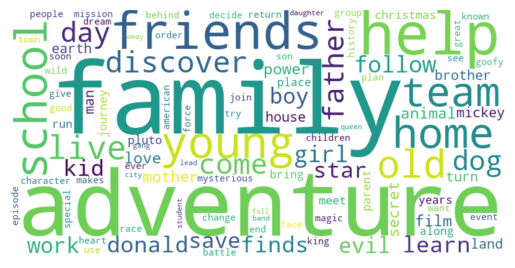 people mission behind decide return daughter group christmas
town dream day friends known help
order earth discover power follow history see great
soon son place team goofy
wild man father plan
give boy brother
good journey family join american house animal mickey home
school run try force children
live pluto young old dog
gang ever love come girl star queen
kid mother city lead mysterious bring parent turn
character makes adventure
episode student change magic meet secret years want
special race fall band face film event
work donald save finds evil learn along land
heart use end battle king
away